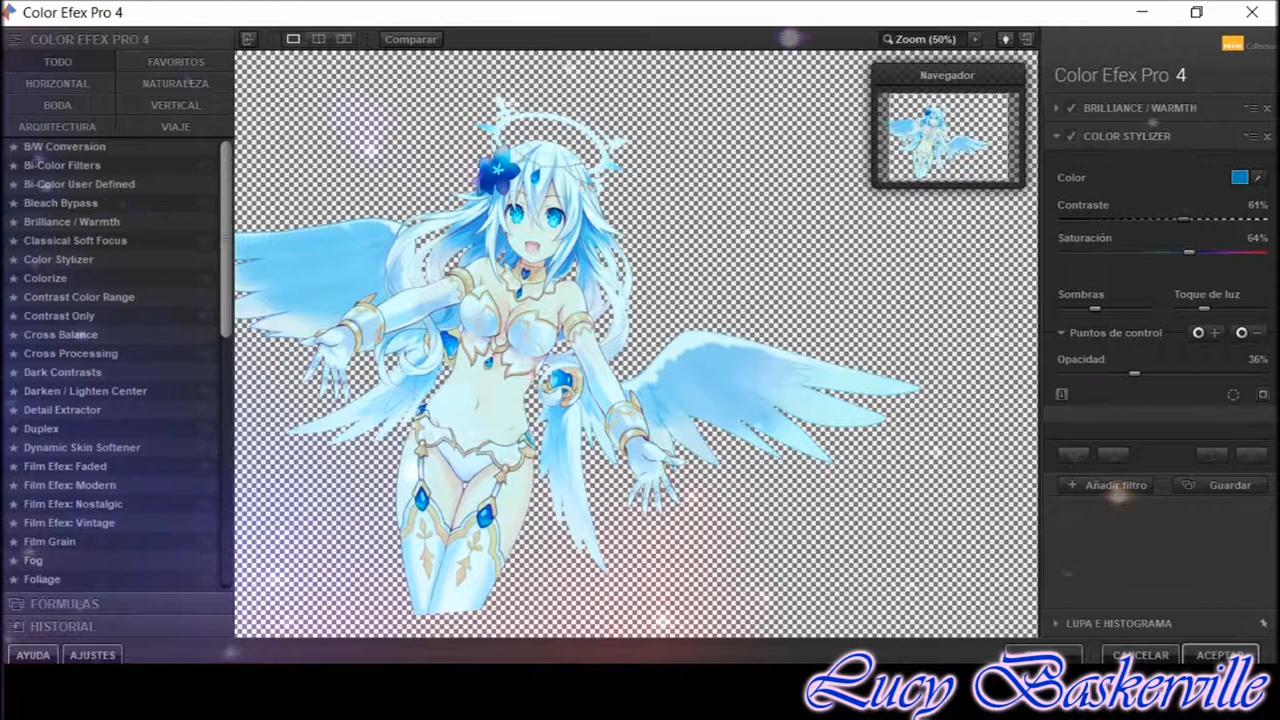 Color Efex Pro 4
COLOR EFEX PRO 4
TODO
FAVORITOS
HORIZONTAL
NATURALEZA
BODA
VERTICAL
ARQUITECTURA
VIAJE
B/W Conversion
Bi-Color Filters
Bi-Color User Defined
Bleach Bypass
Brilliance / Warmth
Classical Soft Focus
Color Stylizer
Colorize
Contrast Color Range
Contrast Only
Cross Balance
Cross Processing
Dark Contrasts
Darken / Lighten Center
Detail Extractor
Duplex
Dynamic Skin Softener
Film Efex: Faded
Film Efex: Modern
Film Efex: Nostalgic
Film Efex: Vintage
Film Grain
Fog
Foliage
FÓRMULAS
HISTORIAL
AYUDA
AJUSTES
Comparar
Zoom (50%)
Navegador
Collection
Color Efex Pro 4
BRILLIANCE / WARMTH
COLOR STYLIZER
Color
Contraste 61%
Saturación 64%
Sombras
Toque de luz
Puntos de control
Opacidad 36%
Añadir filtro
Guardar
LUPA E HISTOGRAMA
CANCELAR
ACEPTAR
Lucy Baskerville